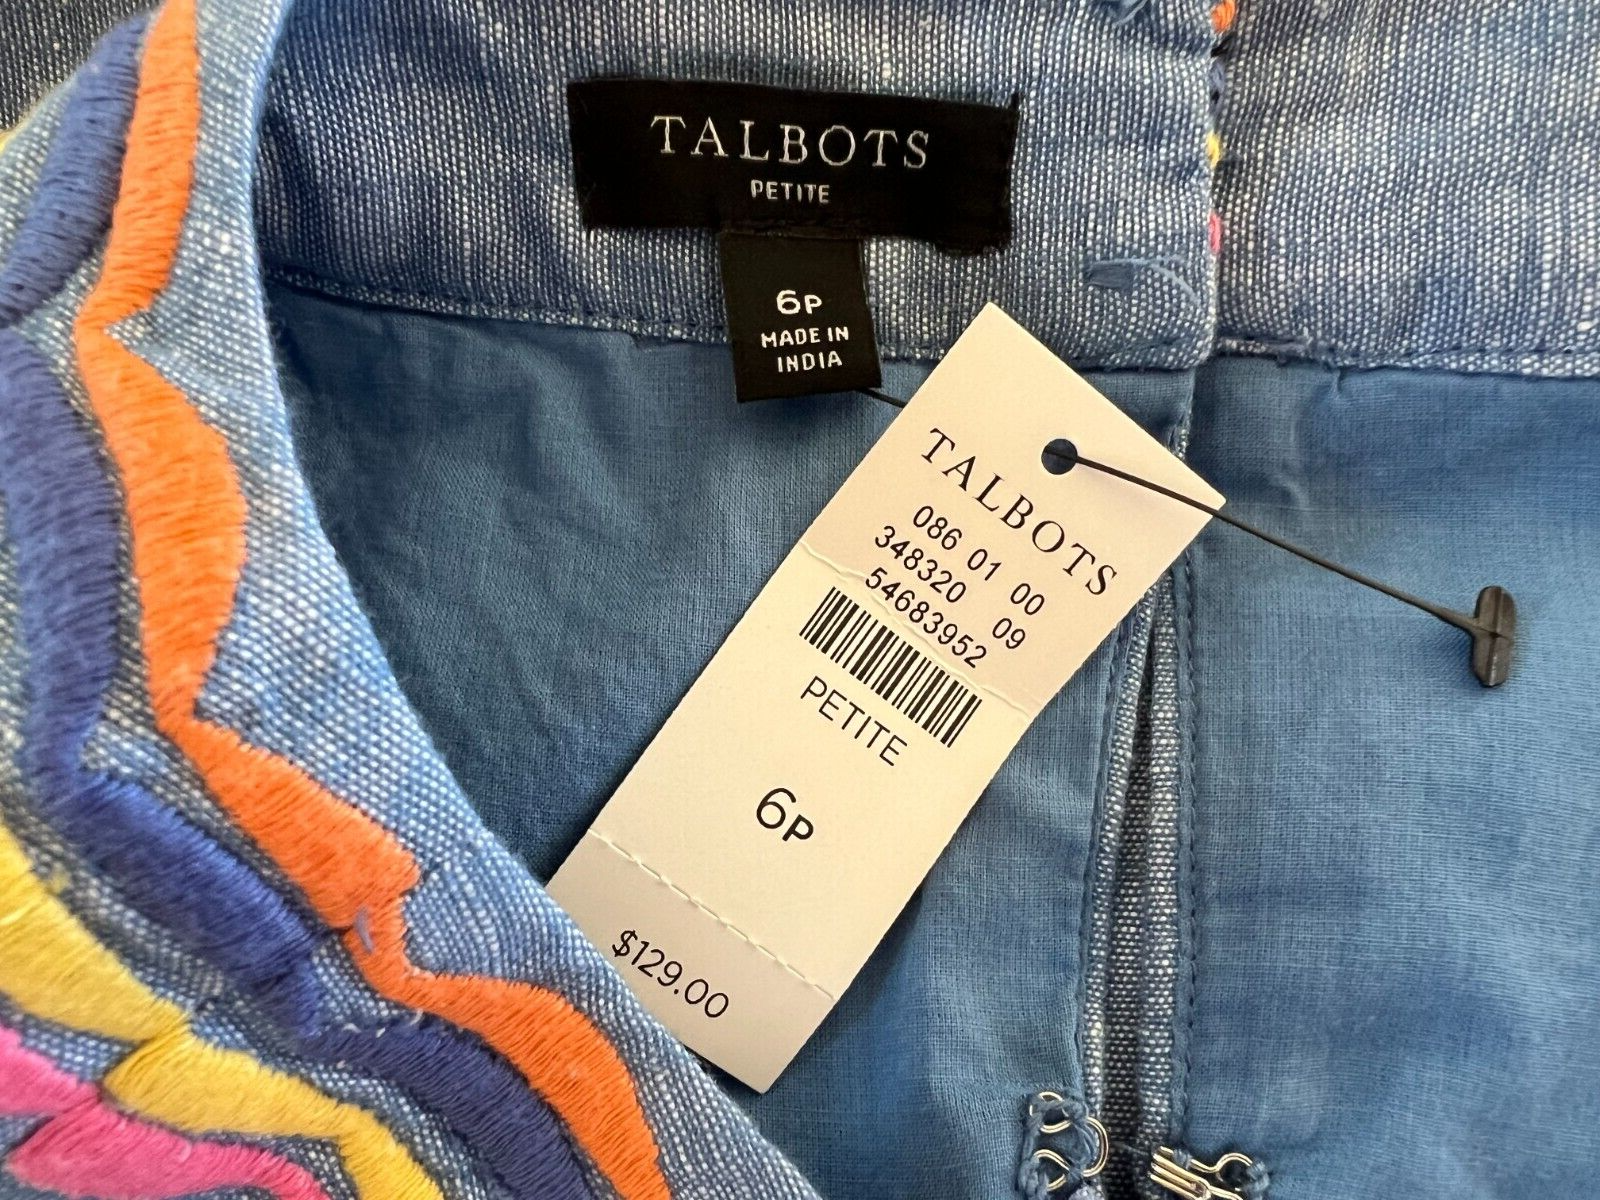 TALBOTS
PETITE
6P
MADE IN
INDIA
TALBOTS
086 01 00
348320 09
54683952
PETITE
6P
$129.00